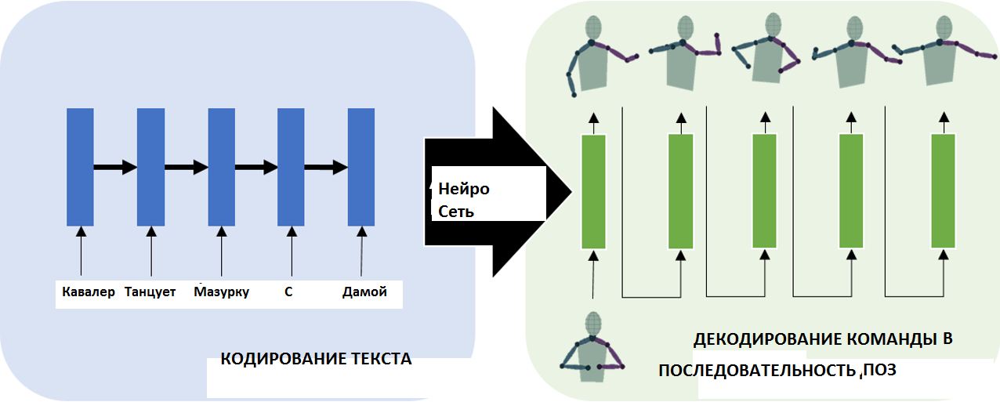 Нейро
Сеть
Кавалер Танцует Мазурку С Дамой
КОДИРОВАНИЕ ТЕКСТА
ДЕКОДИРОВАНИЕ КОМАНДЫ В
ПОСЛЕДОВАТЕЛЬНОСТЬ ПОЗ